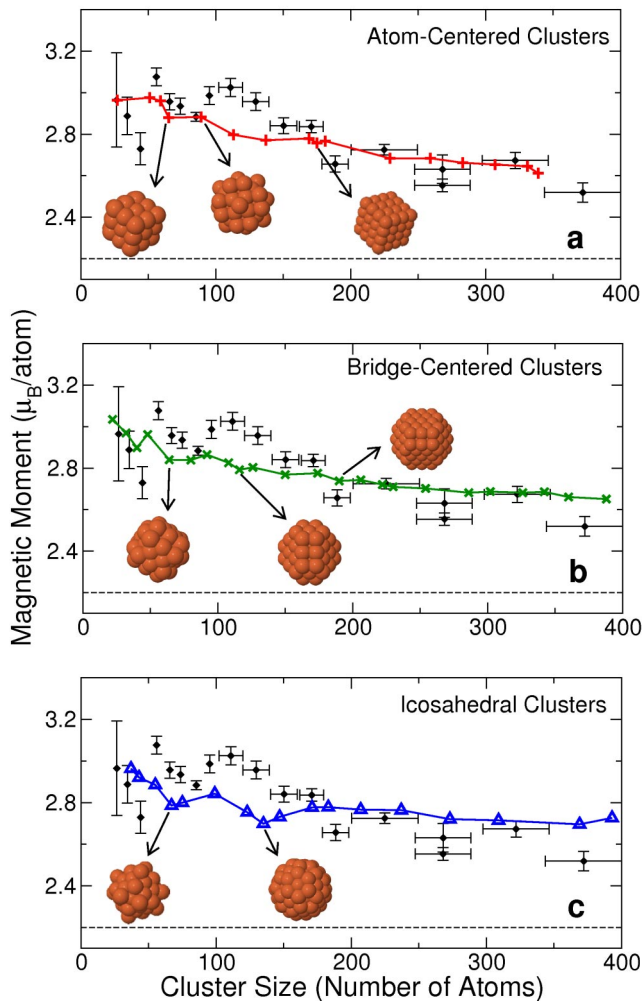 Atom-Centered Clusters
3.2
2.8
2.4
a
0 100 200 300 400
Magnetic Moment (μB/atom)
Bridge-Centered Clusters
3.2
2.8
2.4
b
0 100 200 300 400
Icosahedral Clusters
3.2
2.8
2.4
c
0 100 200 300 400
Cluster Size (Number of Atoms)